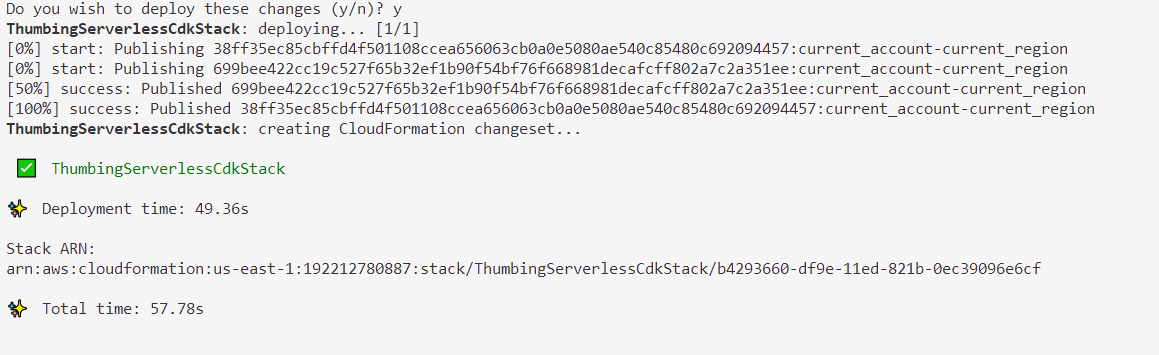 Do you wish to deploy these changes (y/n)? y
ThumbingServerlessCdkStack: deploying... [1/1]
[0%] start: Publishing 38ff35ec85cbffd4f501108ccea656063cb0a0e5080ae540c85480c692094457:current_account-current_region
[0%] start: Publishing 699bee422cc19c527f65b32ef1b90f54bf76f668981decafcff802a7c2a351ee:current_account-current_region
[50%] success: Published 699bee422cc19c527f65b32ef1b90f54bf76f668981decafcff802a7c2a351ee:current_account-current_region
[100%] success: Published 38ff35ec85cbffd4f501108ccea656063cb0a0e5080ae540c85480c692094457:current_account-current_region
ThumbingServerlessCdkStack: creating CloudFormation changeset...
✅ ThumbingServerlessCdkStack
✨ Deployment time: 49.36s
Stack ARN:
arn:aws:cloudformation:us-east-1:192212780887:stack/ThumbingServerlessCdkStack/b4293660-df9e-11ed-821b-0ec39096e6cf
✨ Total time: 57.78s